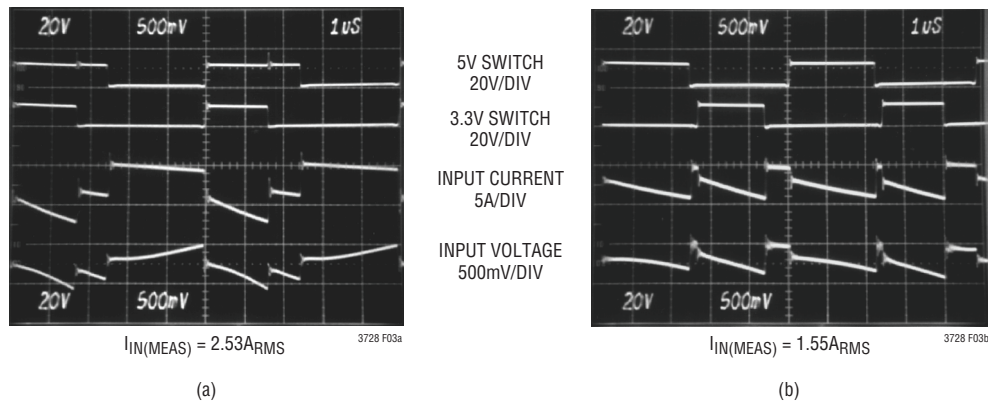 20V 500mV 1uS
20V 500mV 1uS
5V SWITCH
20V/DIV
3.3V SWITCH
20V/DIV
INPUT CURRENT
5A/DIV
INPUT VOLTAGE
500mV/DIV
20V 500mV
20V 500mV
IIN(MEAS) = 2.53ARMS
3728 F03a
IIN(MEAS) = 1.55ARMS
3728 F03b
(a)
(b)